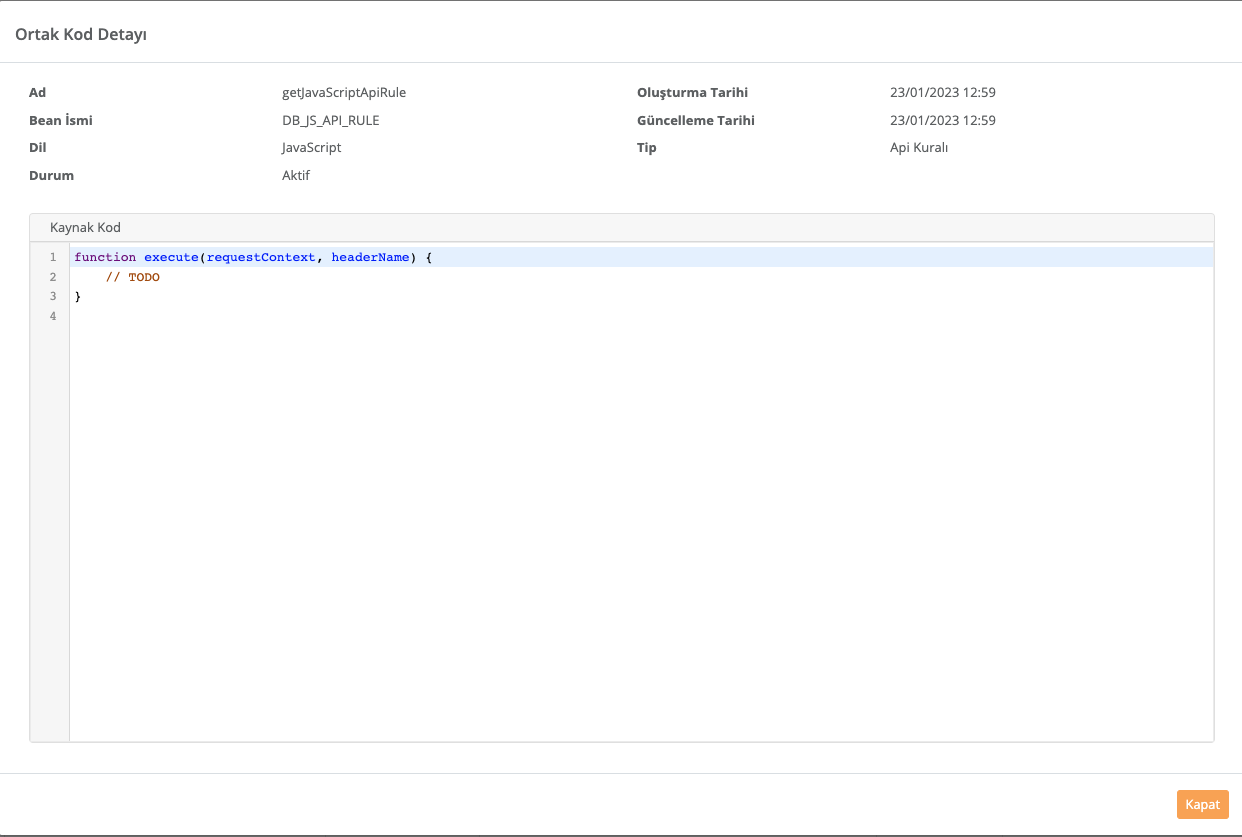 Ortak Kod Detayı
Ad getJavaScriptApiRule Oluşturma Tarihi 23/01/2023 12:59
Bean İsmi DB_JS_API_RULE Güncelleme Tarihi 23/01/2023 12:59
Dil JavaScript Tip Api Kuralı
Durum Aktif
Kaynak Kod
1 function execute(requestContext, headerName) {
2 // TODO
3 }
4
Kapat